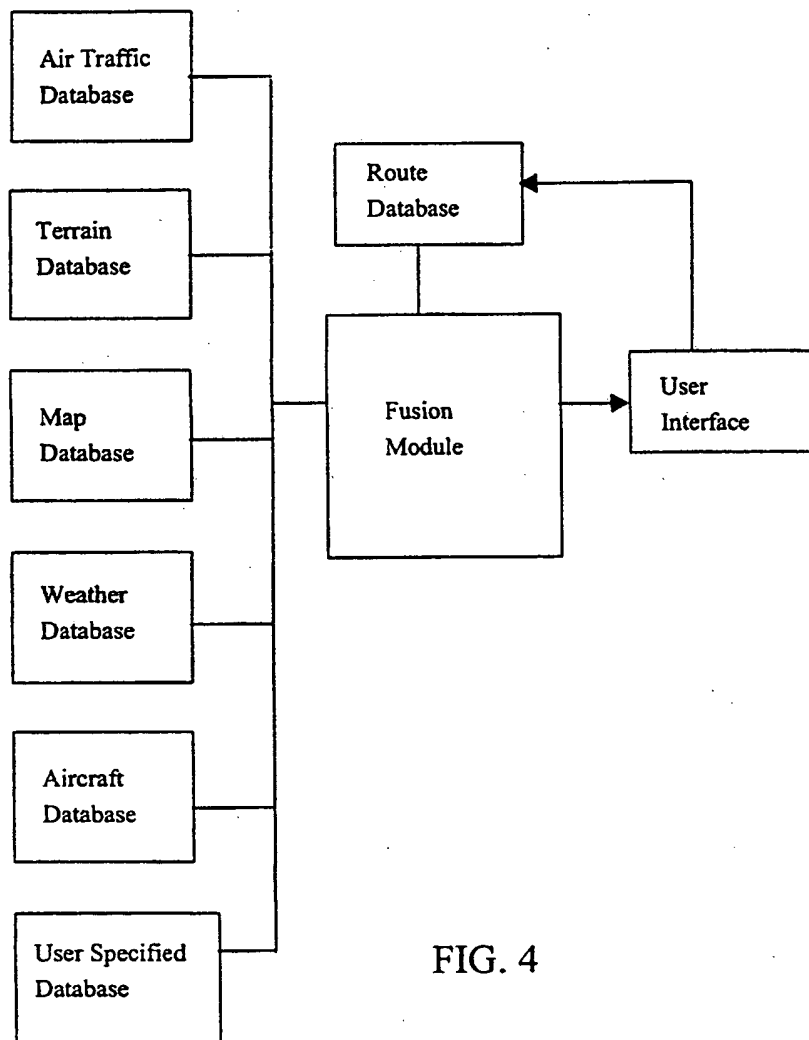 Air Traffic
Database
Route
Database
Terrain
Database
Map
Database
Fusion
Module
User
Interface
Weather
Database
Aircraft
Database
User Specified
Database
FIG. 4